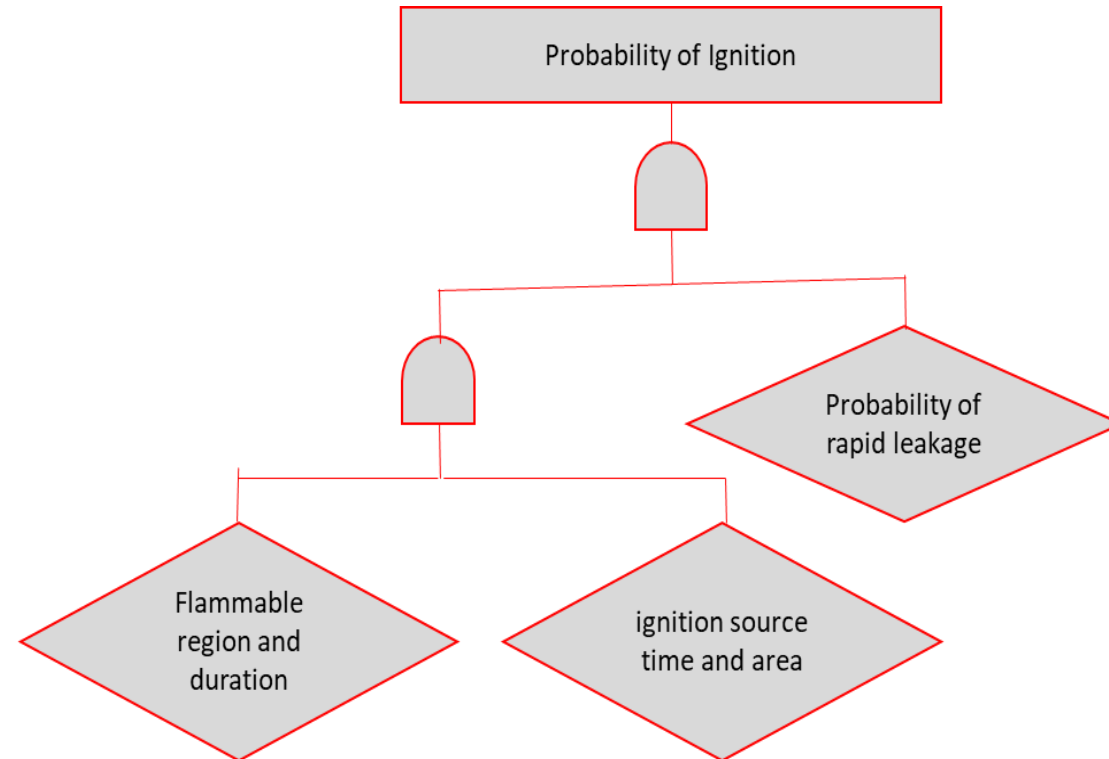 Probability of Ignition
Probability of
rapid leakage
Flammable
region and
duration
ignition source
time and area